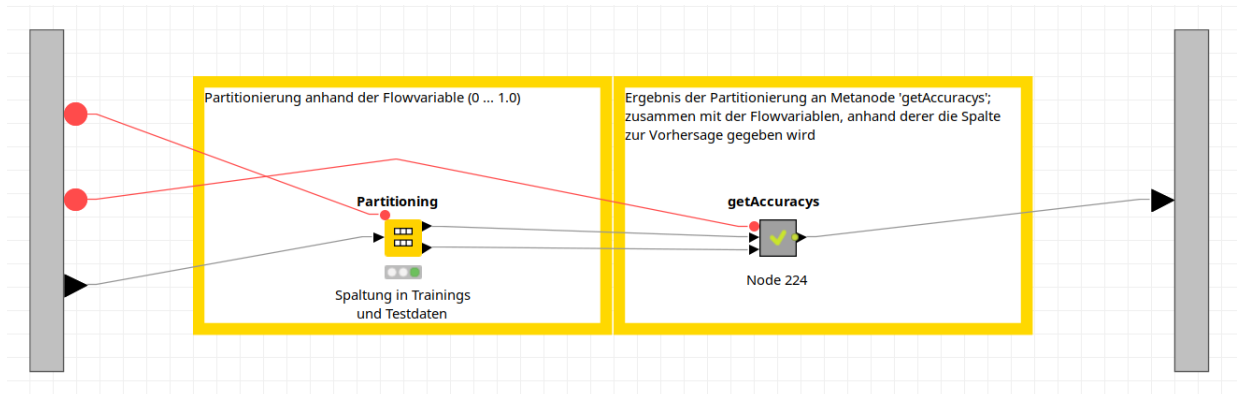 Partitionierung anhand der Flowvariable (0 ... 1.0)
Partitioning
Spaltung in Trainings
und Testdaten
Ergebnis der Partitionierung an Metanode 'getAccuracys';
zusammen mit der Flowvariablen, anhand derer die Spalte
zur Vorhersage gegeben wird
getAccuracys
Node 224